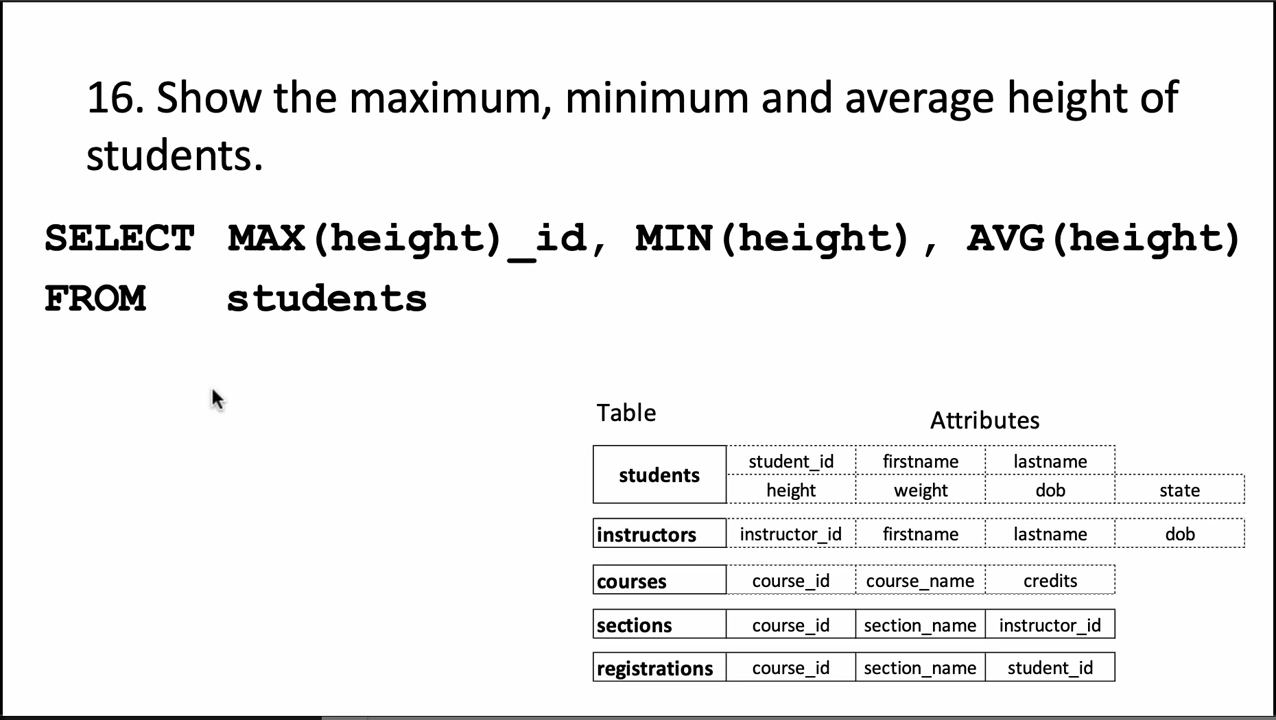 16. Show the maximum, minimum and average height of
students.
SELECT MAX(height)_id, MIN(height), AVG(height)
FROM students
Table Attributes
students student_id firstname lastname
height weight dob state
instructors instructor_id firstname lastname dob
courses course_id course_name credits
sections course_id section_name instructor_id
registrations course_id section_name student_id